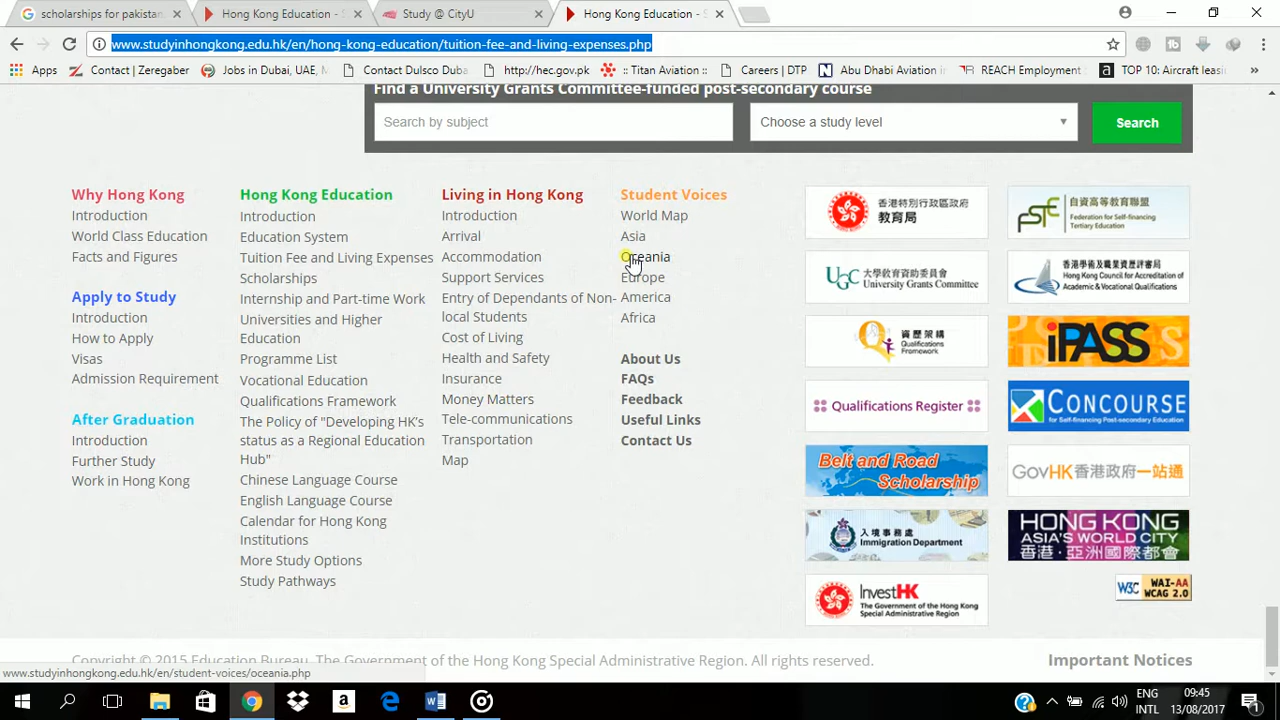 scholarships for pakistan
Hong Kong Education -
Study @ CityU
Hong Kong Education -
www.studyinhongkong.edu.hk/en/hong-kong-education/tuition-fee-and-living-expenses.php
Apps
Contact | Zeregaber
Jobs in Dubai, UAE, M
Contact Dulsco Duba
http://hec.gov.pk
:: Titan Aviation ::
Careers | DTP
Abu Dhabi Aviation in
REACH Employment
TOP 10: Aircraft leasi
Find a University Grants Committee-funded post-secondary course
Search by subject
Choose a study level
Search
Why Hong Kong
Introduction
World Class Education
Facts and Figures
Apply to Study
Introduction
How to Apply
Visas
Admission Requirement
After Graduation
Introduction
Further Study
Work in Hong Kong
Hong Kong Education
Introduction
Education System
Tuition Fee and Living Expenses
Scholarships
Internship and Part-time Work
Universities and Higher
Education
Programme List
Vocational Education
Qualifications Framework
The Policy of "Developing HK's
status as a Regional Education
Hub"
Chinese Language Course
English Language Course
Calendar for Hong Kong
Institutions
More Study Options
Study Pathways
Living in Hong Kong
Introduction
Arrival
Accommodation
Support Services
Entry of Dependants of Non-
local Students
Cost of Living
Health and Safety
Insurance
Money Matters
Tele-communications
Transportation
Map
Student Voices
World Map
Asia
Oceania
Europe
America
Africa
About Us
FAQs
Feedback
Useful Links
Contact Us
香港特別行政區政府
教育局
自資高等教育聯盟
Federation for Self-financing
Tertiary Education
UGC 大學教育資助委員會
University Grants Committee
香港學術及職業資歷評審局
Hong Kong Council for Accreditation of
Academic & Vocational Qualifications
資歷架構
Qualifications
Framework
iPASS
Qualifications Register
CONCOURSE
for Self-financing Post-secondary Education
Belt and Road
Scholarship
GovHK香港政府一站通
入境事務處
Immigration Department
HONG KONG
ASIA'S WORLD CITY
香港·亞洲國際都會
InvestHK
The Government of the Hong Kong
Special Administrative Region
W3C WAI-AA
WCAG 2.0
Copyright © 2015 Education Bureau. The Government of the Hong Kong Special Administrative Region. All rights reserved.
Important Notices
www.studyinhongkong.edu.hk/en/student-voices/oceania.php
ENG
INTL
09:45
13/08/2017